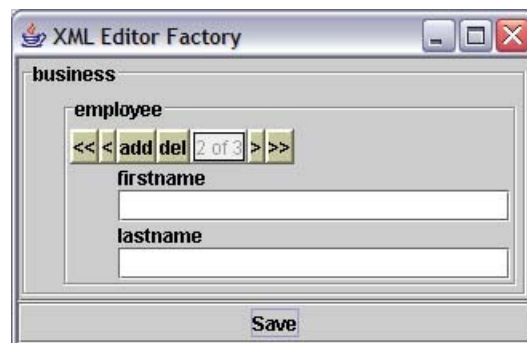 XML Editor Factory
business
employee
<< < add del 2 of 3 > >>
firstname
lastname
Save